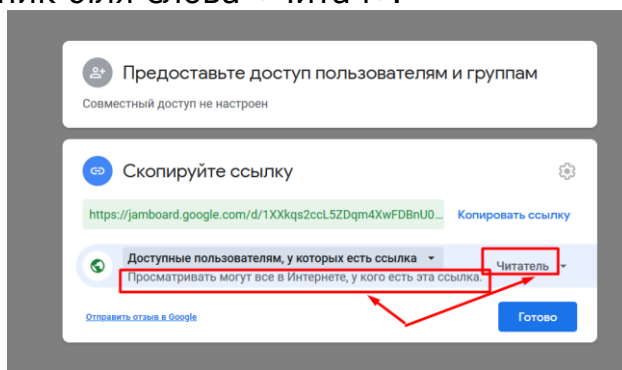 Предоставьте доступ пользователям и группам
Совместный доступ не настроен
Скопируйте ссылку
https://jamboard.google.com/d/1XXkqs2ccL5ZDqm4XwFDBnU0... Копировать ссылку
Доступные пользователям, у которых есть ссылка
Читатель
Просматривать могут все в Интернете, у кого есть эта ссылка.
Отправить отзыв в Google
Готово